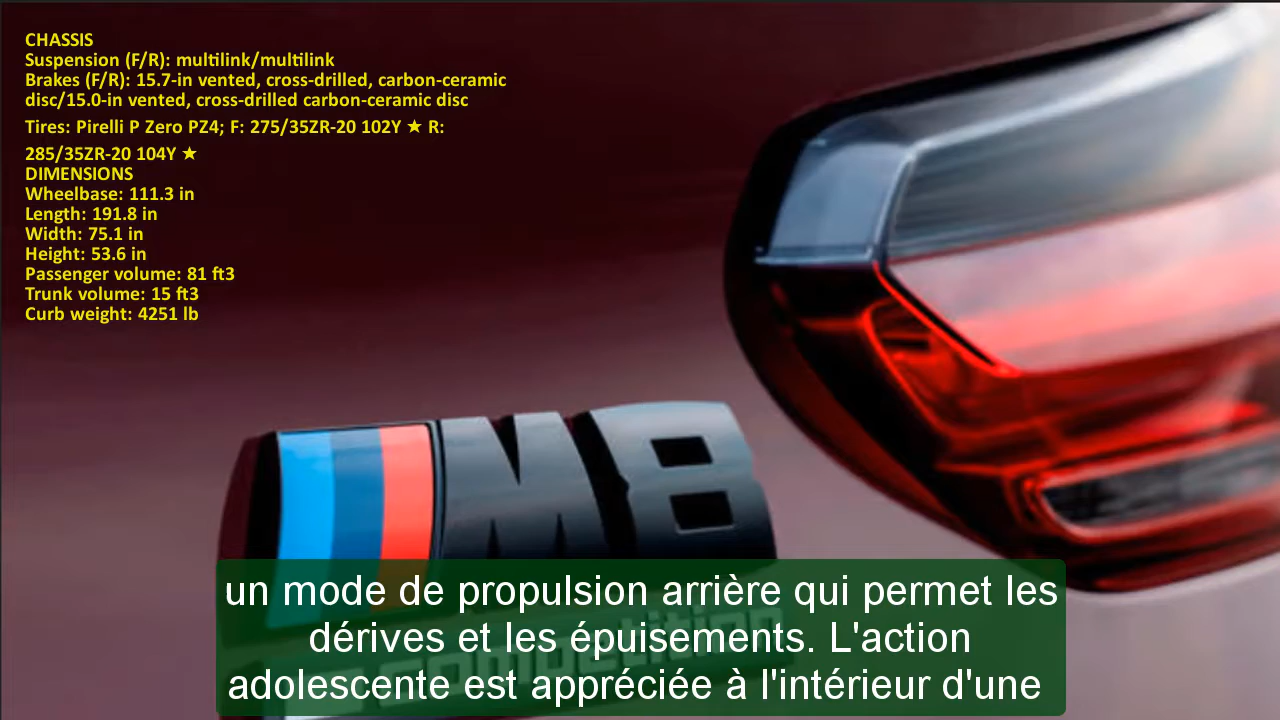 CHASSIS
Suspension (F/R): multilink/multilink
Brakes (F/R): 15.7-in vented, cross-drilled, carbon-ceramic
disc/15.0-in vented, cross-drilled carbon-ceramic disc
Tires: Pirelli P Zero PZ4; F: 275/35ZR-20 102Y ★ R:
285/35ZR-20 104Y ★
DIMENSIONS
Wheelbase: 111.3 in
Length: 191.8 in
Width: 75.1 in
Height: 53.6 in
Passenger volume: 81 ft3
Trunk volume: 15 ft3
Curb weight: 4251 lb
M8
competition
un mode de propulsion arrière qui permet les
dérives et les épuisements. L'action
adolescente est appréciée à l'intérieur d'une